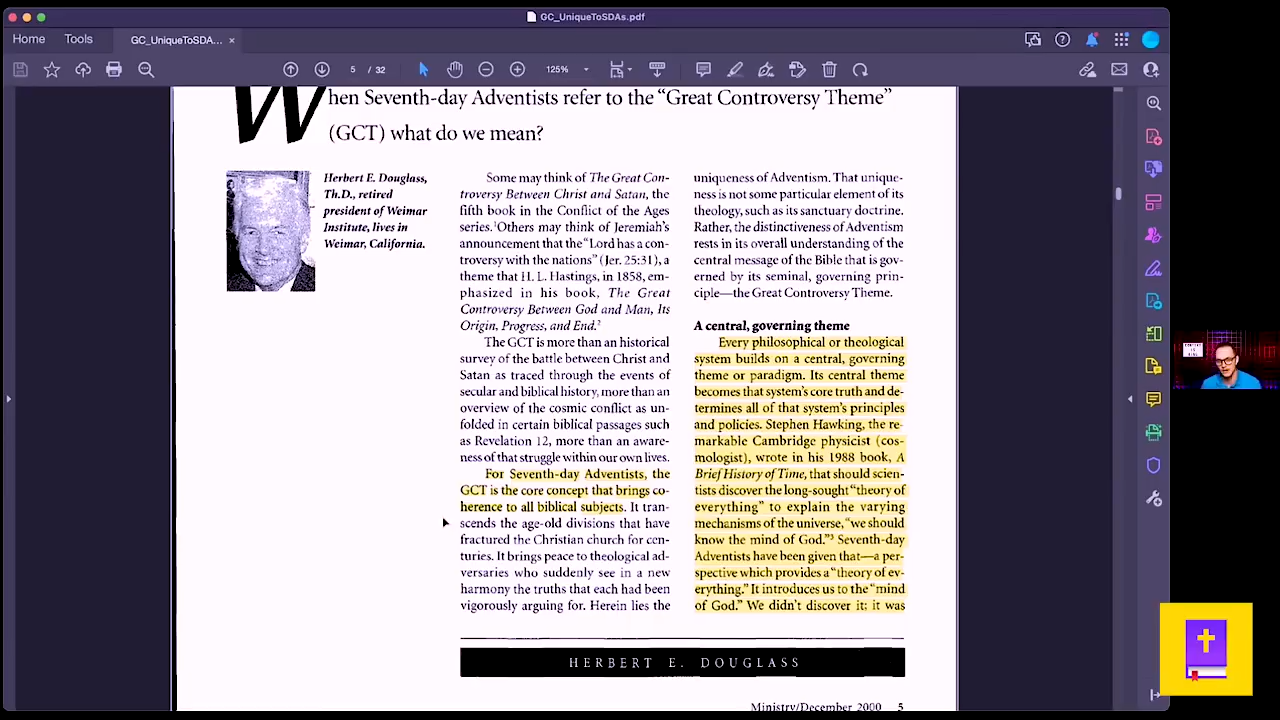 GC_UniqueToSDAs.pdf
Home
Tools
GC_UniqueToSDA...
5 / 32
125%
When Seventh-day Adventists refer to the “Great Controversy Theme”
(GCT) what do we mean?
Herbert E. Douglass,
Th.D., retired
president of Weimar
Institute, lives in
Weimar, California.
Some may think of The Great Con-
troversy Between Christ and Satan, the
fifth book in the Conflict of the Ages
series.¹Others may think of Jeremiah’s
announcement that the“Lord has a con-
troversy with the nations” (Jer. 25:31), a
theme that H. L. Hastings, in 1858, em-
phasized in his book, The Great
Controversy Between God and Man, Its
Origin, Progress, and End.²
The GCT is more than an historical
survey of the battle between Christ and
Satan as traced through the events of
secular and biblical history, more than an
overview of the cosmic conflict as un-
folded in certain biblical passages such
as Revelation 12, more than an aware-
ness of that struggle within our own lives.
For Seventh-day Adventists, the
GCT is the core concept that brings co-
herence to all biblical subjects. It tran-
scends the age-old divisions that have
fractured the Christian church for cen-
turies. It brings peace to theological ad-
versaries who suddenly see in a new
harmony the truths that each had been
vigorously arguing for. Herein lies the
uniqueness of Adventism. That unique-
ness is not some particular element of its
theology, such as its sanctuary doctrine.
Rather, the distinctiveness of Adventism
rests in its overall understanding of the
central message of the Bible that is gov-
erned by its seminal, governing prin-
ciple—the Great Controversy Theme.
A central, governing theme
Every philosophical or theological
system builds on a central, governing
theme or paradigm. Its central theme
becomes that system’s core truth and de-
termines all of that system’s principles
and policies. Stephen Hawking, the re-
markable Cambridge physicist (cos-
mologist), wrote in his 1988 book, A
Brief History of Time, that should scien-
tists discover the long-sought “theory of
everything” to explain the varying
mechanisms of the universe, “we should
know the mind of God.”³ Seventh-day
Adventists have been given that—a per-
spective which provides a “theory of ev-
erything.” It introduces us to the “mind
of God.” We didn’t discover it; it was
HERBERT E. DOUGLASS
Ministry/December 2000 5